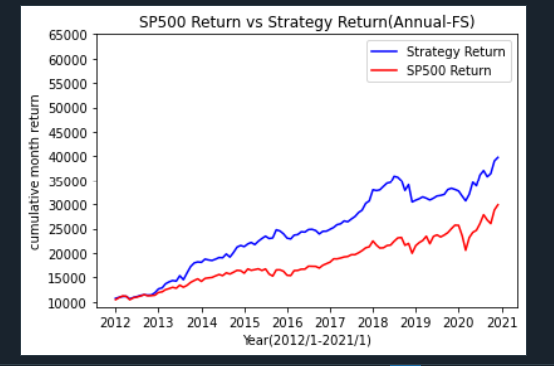 SP500 Return vs Strategy Return(Annual-FS)
65000
60000
55000
50000
45000
40000
35000
30000
25000
20000
15000
10000
cumulative month return
Strategy Return
SP500 Return
2012 2013 2014 2015 2016 2017 2018 2019 2020 2021
Year(2012/1-2021/1)